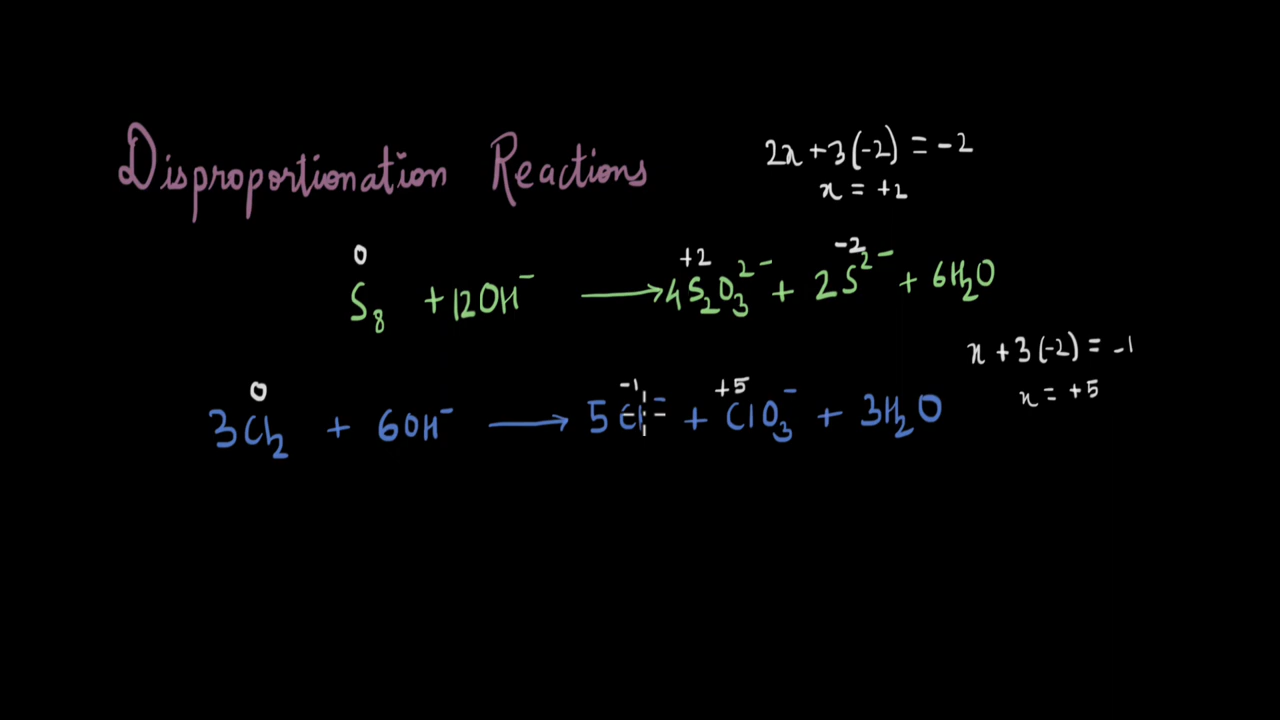 Disproportionation Reactions
2x + 3(-2) = -2
x = +2
0 +2 -2
S₈ + 12OH⁻ ⟶ 4S₂O₃²⁻ + 2S²⁻ + 6H₂O
x + 3(-2) = -1
x = +5
0 -1 +5
3Cl₂ + 6OH⁻ ⟶ 5Cl⁻ + ClO₃⁻ + 3H₂O